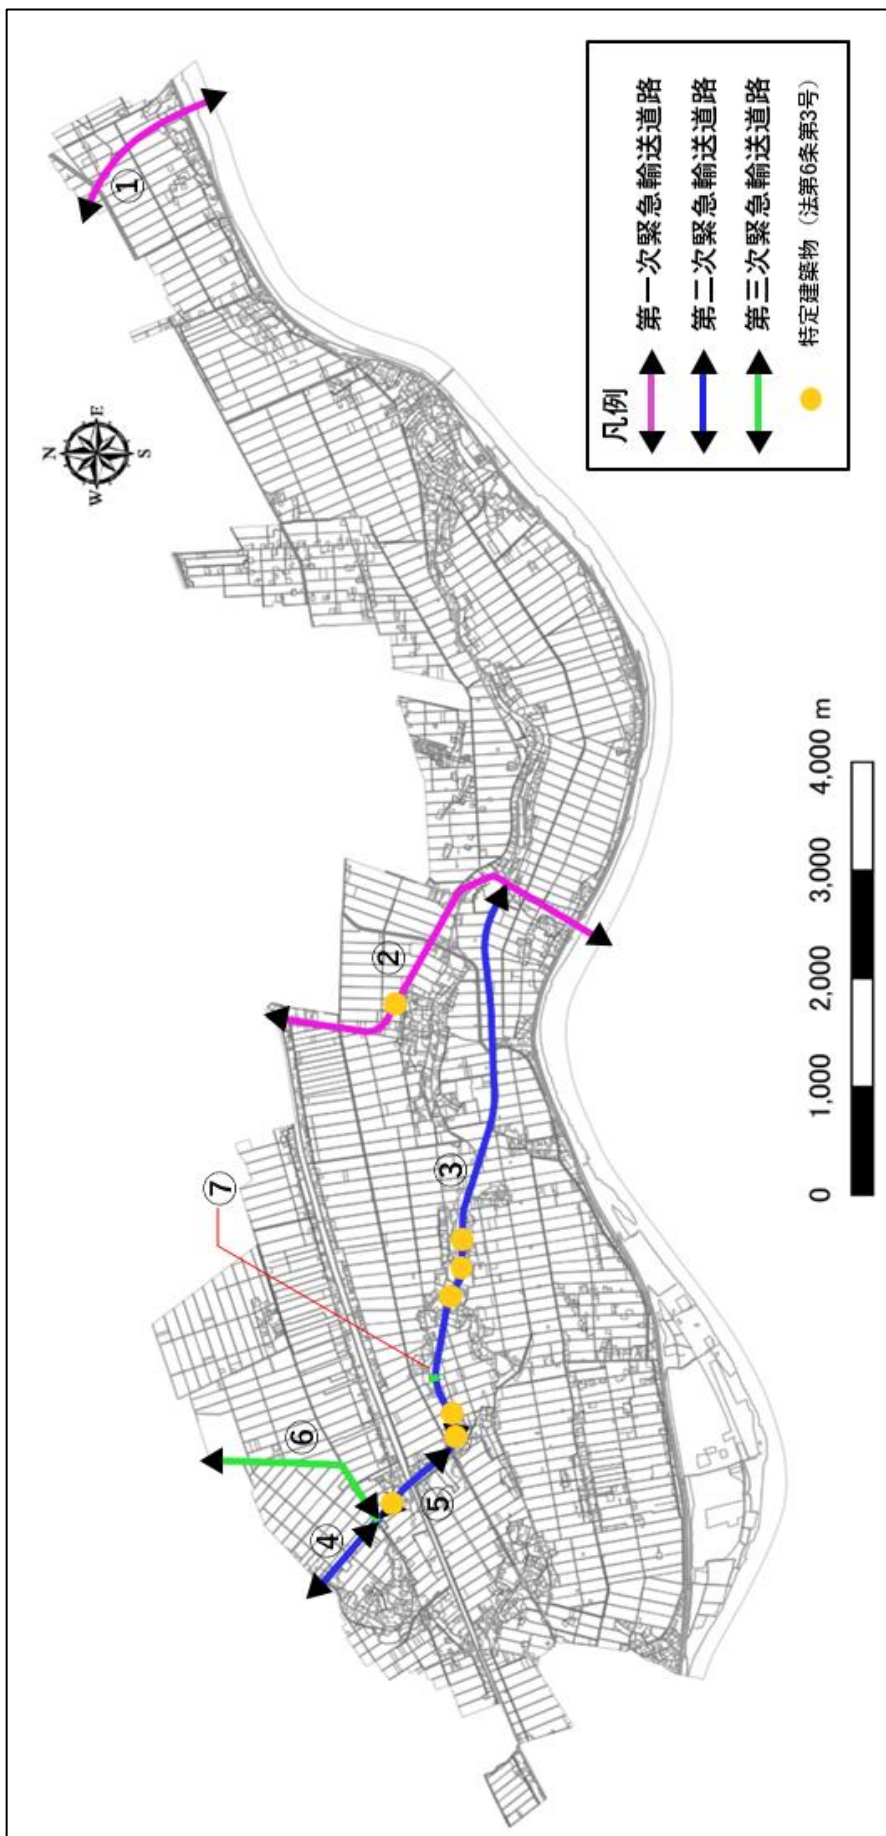 ①
N
W
E
S
②
③
⑦
⑥
④
⑤
凡例
第一次緊急輸送道路
第二次緊急輸送道路
第三次緊急輸送道路
特定建築物（法第6条第3号）
0 1,000 2,000 3,000 4,000 m